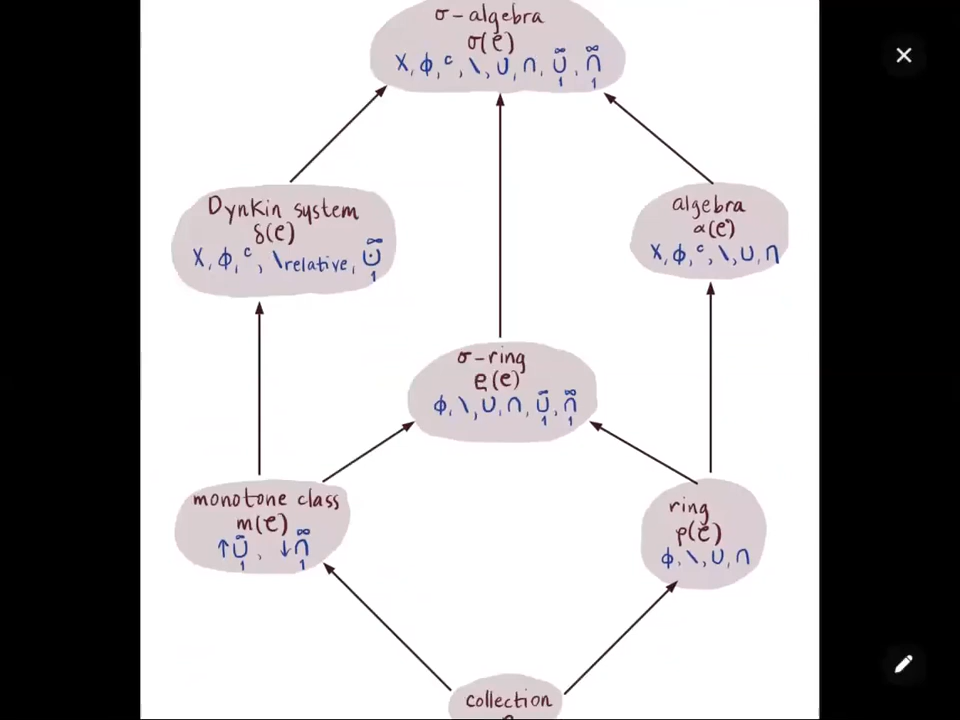 σ-algebra
σ(e)
X, ϕ, c, \, ∪, ∩, ∞∪1, ∞∩1
Dynkin system
δ(e)
X, ϕ, c, \relative, ∞⊍1
algebra
α(e)
X, ϕ, c, \, ∪, ∩
σ-ring
(e)
ϕ, \, ∪, ∩, ∞∪1, ∞∩1
monotone class
m(e)
↑∞∪1, ↓∞∩1
ring
ρ(e)
ϕ, \, ∪, ∩
collection